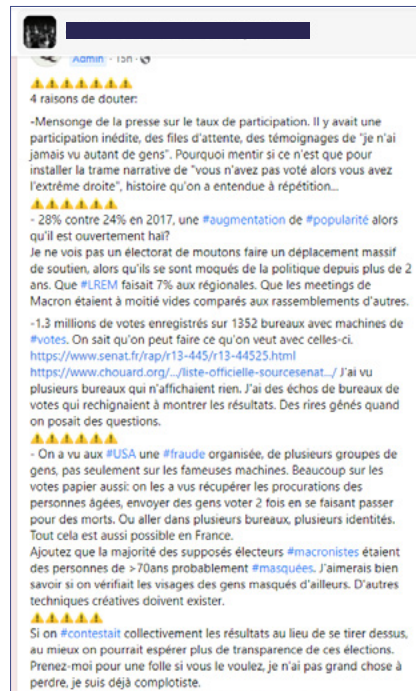 Admin · 15h ·
⚠⚠⚠⚠⚠⚠⚠
4 raisons de douter:
-Mensonge de la presse sur le taux de participation. Il y avait une
participation inédite, des files d'attente, des témoignages de "je n'ai
jamais vu autant de gens". Pourquoi mentir si ce n'est que pour
installer la trame narrative de "vous n'avez pas voté alors vous avez
l'extrême droite", histoire qu'on a entendue à répétition...
⚠⚠⚠⚠⚠⚠
- 28% contre 24% en 2017, une #augmentation de #popularité alors
qu'il est ouvertement haï?
Je ne vois pas un électorat de moutons faire un déplacement massif
de soutien, alors qu'ils se sont moqués de la politique depuis plus de 2
ans. Que #LREM faisait 7% aux régionales. Que les meetings de
Macron étaient à moitié vides comparés aux rassemblements d'autres.
-1.3 millions de votes enregistrés sur 1352 bureaux avec machines de
#votes. On sait qu'on peut faire ce qu'on veut avec celles-ci.
https://www.senat.fr/rap/r13-445/r13-44525.html
https://www.chouard.org/.../liste-officielle-sourcesenat.../ J'ai vu
plusieurs bureaux qui n'affichaient rien. J'ai des échos de bureaux de
votes qui rechignaient à montrer les résultats. Des rires gênés quand
on posait des questions.
⚠⚠⚠⚠⚠⚠
- On a vu aux #USA une #fraude organisée, de plusieurs groupes de
gens, pas seulement sur les fameuses machines. Beaucoup sur les
votes papier aussi: on les a vus récupérer les procurations des
personnes âgées, envoyer des gens voter 2 fois en se faisant passer
pour des morts. Ou aller dans plusieurs bureaux, plusieurs identités.
Tout cela est aussi possible en France.
Ajoutez que la majorité des supposés électeurs #macronistes étaient
des personnes de >70ans probablement #masquées. J'aimerais bien
savoir si on vérifiait les visages des gens masqués d'ailleurs. D'autres
techniques créatives doivent exister.
⚠⚠⚠⚠⚠
Si on #contestait collectivement les résultats au lieu de se tirer dessus,
au mieux on pourrait espérer plus de transparence de ces élections.
Prenez-moi pour une folle si vous le voulez, je n'ai pas grand chose à
perdre, je suis déjà complotiste.